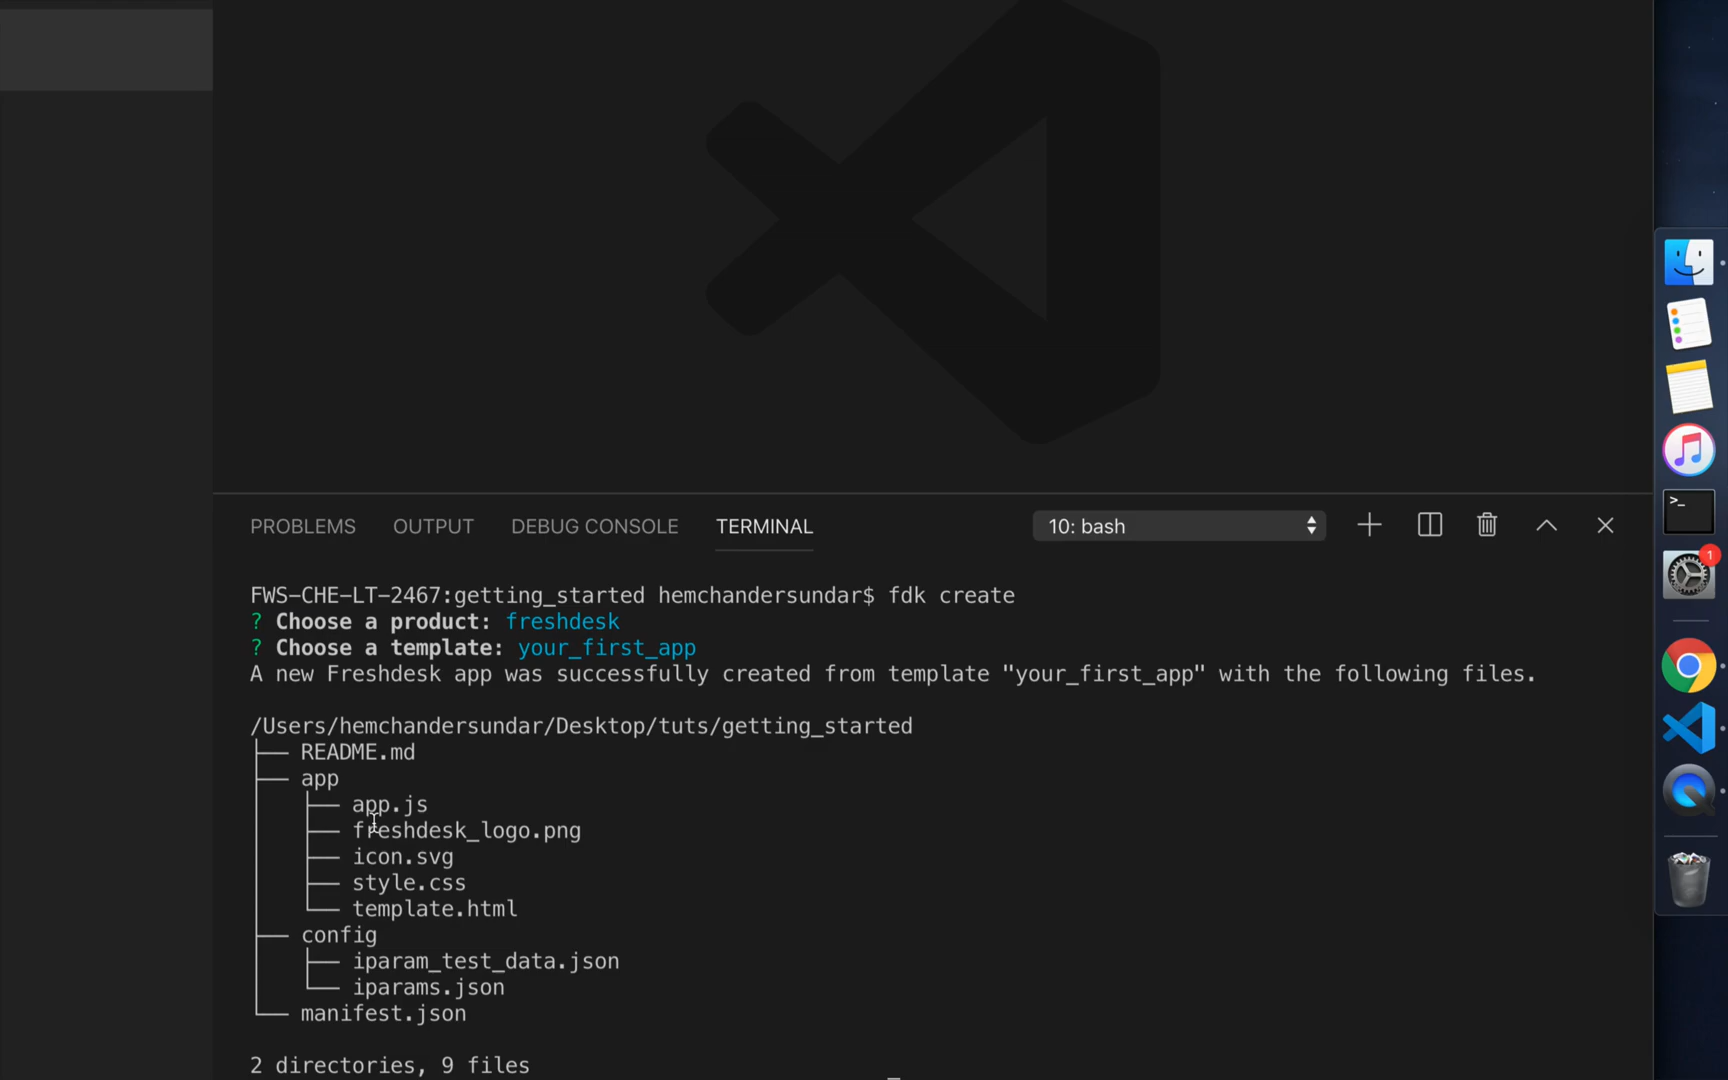 PROBLEMS OUTPUT DEBUG CONSOLE TERMINAL 10: bash
FWS-CHE-LT-2467:getting_started hemchandersundar$ fdk create
? Choose a product: freshdesk
? Choose a template: your_first_app
A new Freshdesk app was successfully created from template "your_first_app" with the following files.
/Users/hemchandersundar/Desktop/tuts/getting_started
├── README.md
├── app
│   ├── app.js
│   ├── freshdesk_logo.png
│   ├── icon.svg
│   ├── style.css
│   └── template.html
├── config
│   ├── iparam_test_data.json
│   └── iparams.json
└── manifest.json
2 directories, 9 files
>_
1